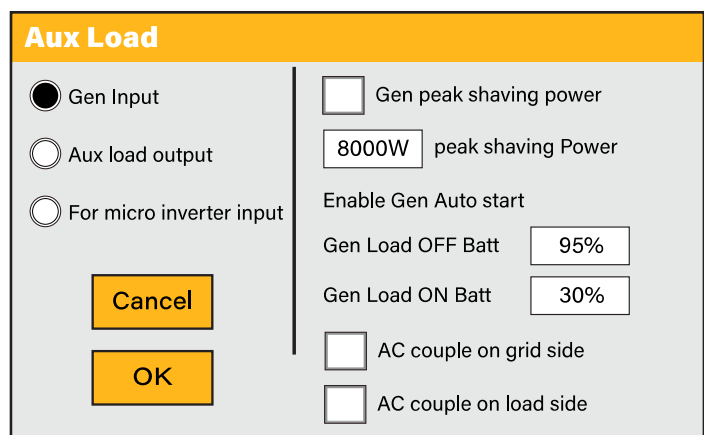 Aux Load
Gen Input
Aux load output
For micro inverter input
Cancel
OK
Gen peak shaving power
8000W peak shaving Power
Enable Gen Auto start
Gen Load OFF Batt 95%
Gen Load ON Batt 30%
AC couple on grid side
AC couple on load side